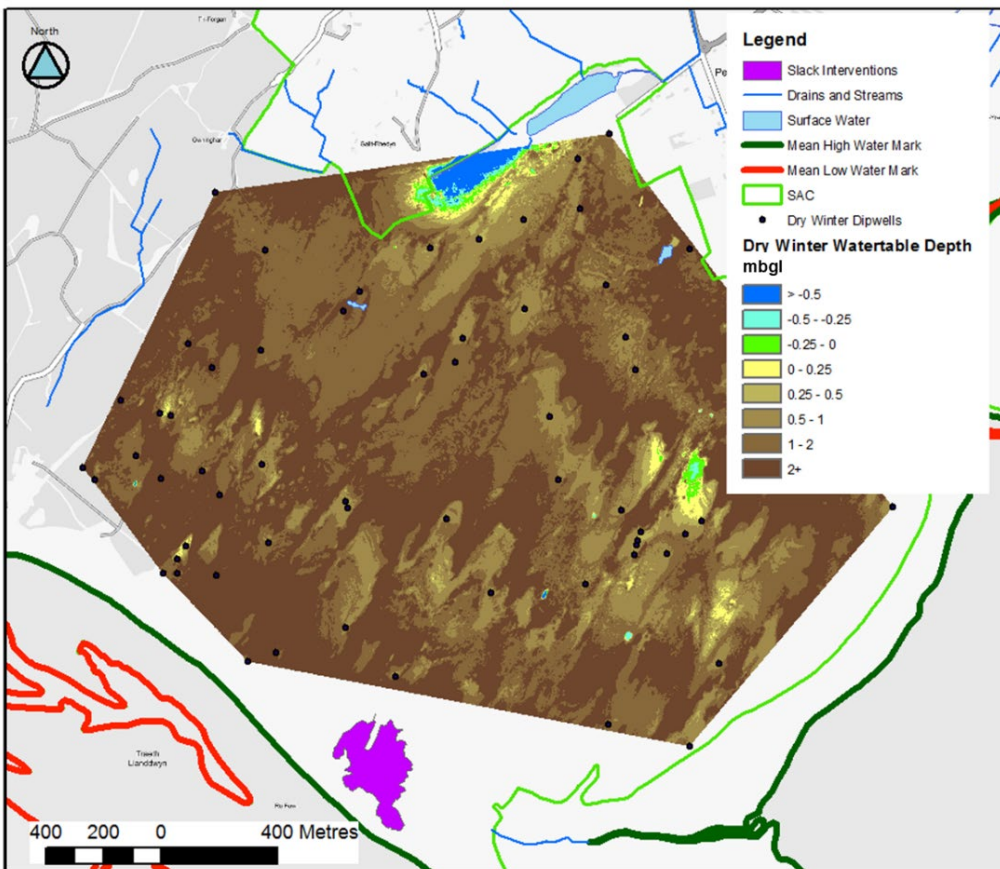 North
Legend
Slack Interventions
Drains and Streams
Surface Water
Mean High Water Mark
Mean Low Water Mark
SAC
Dry Winter Dipwells
Dry Winter Watertable Depth
mbgl
> -0.5
-0.5 - -0.25
-0.25 - 0
0 - 0.25
0.25 - 0.5
0.5 - 1
1 - 2
2+
Pe
Traeth
Llanddwyn
400 200 0 400 Metres